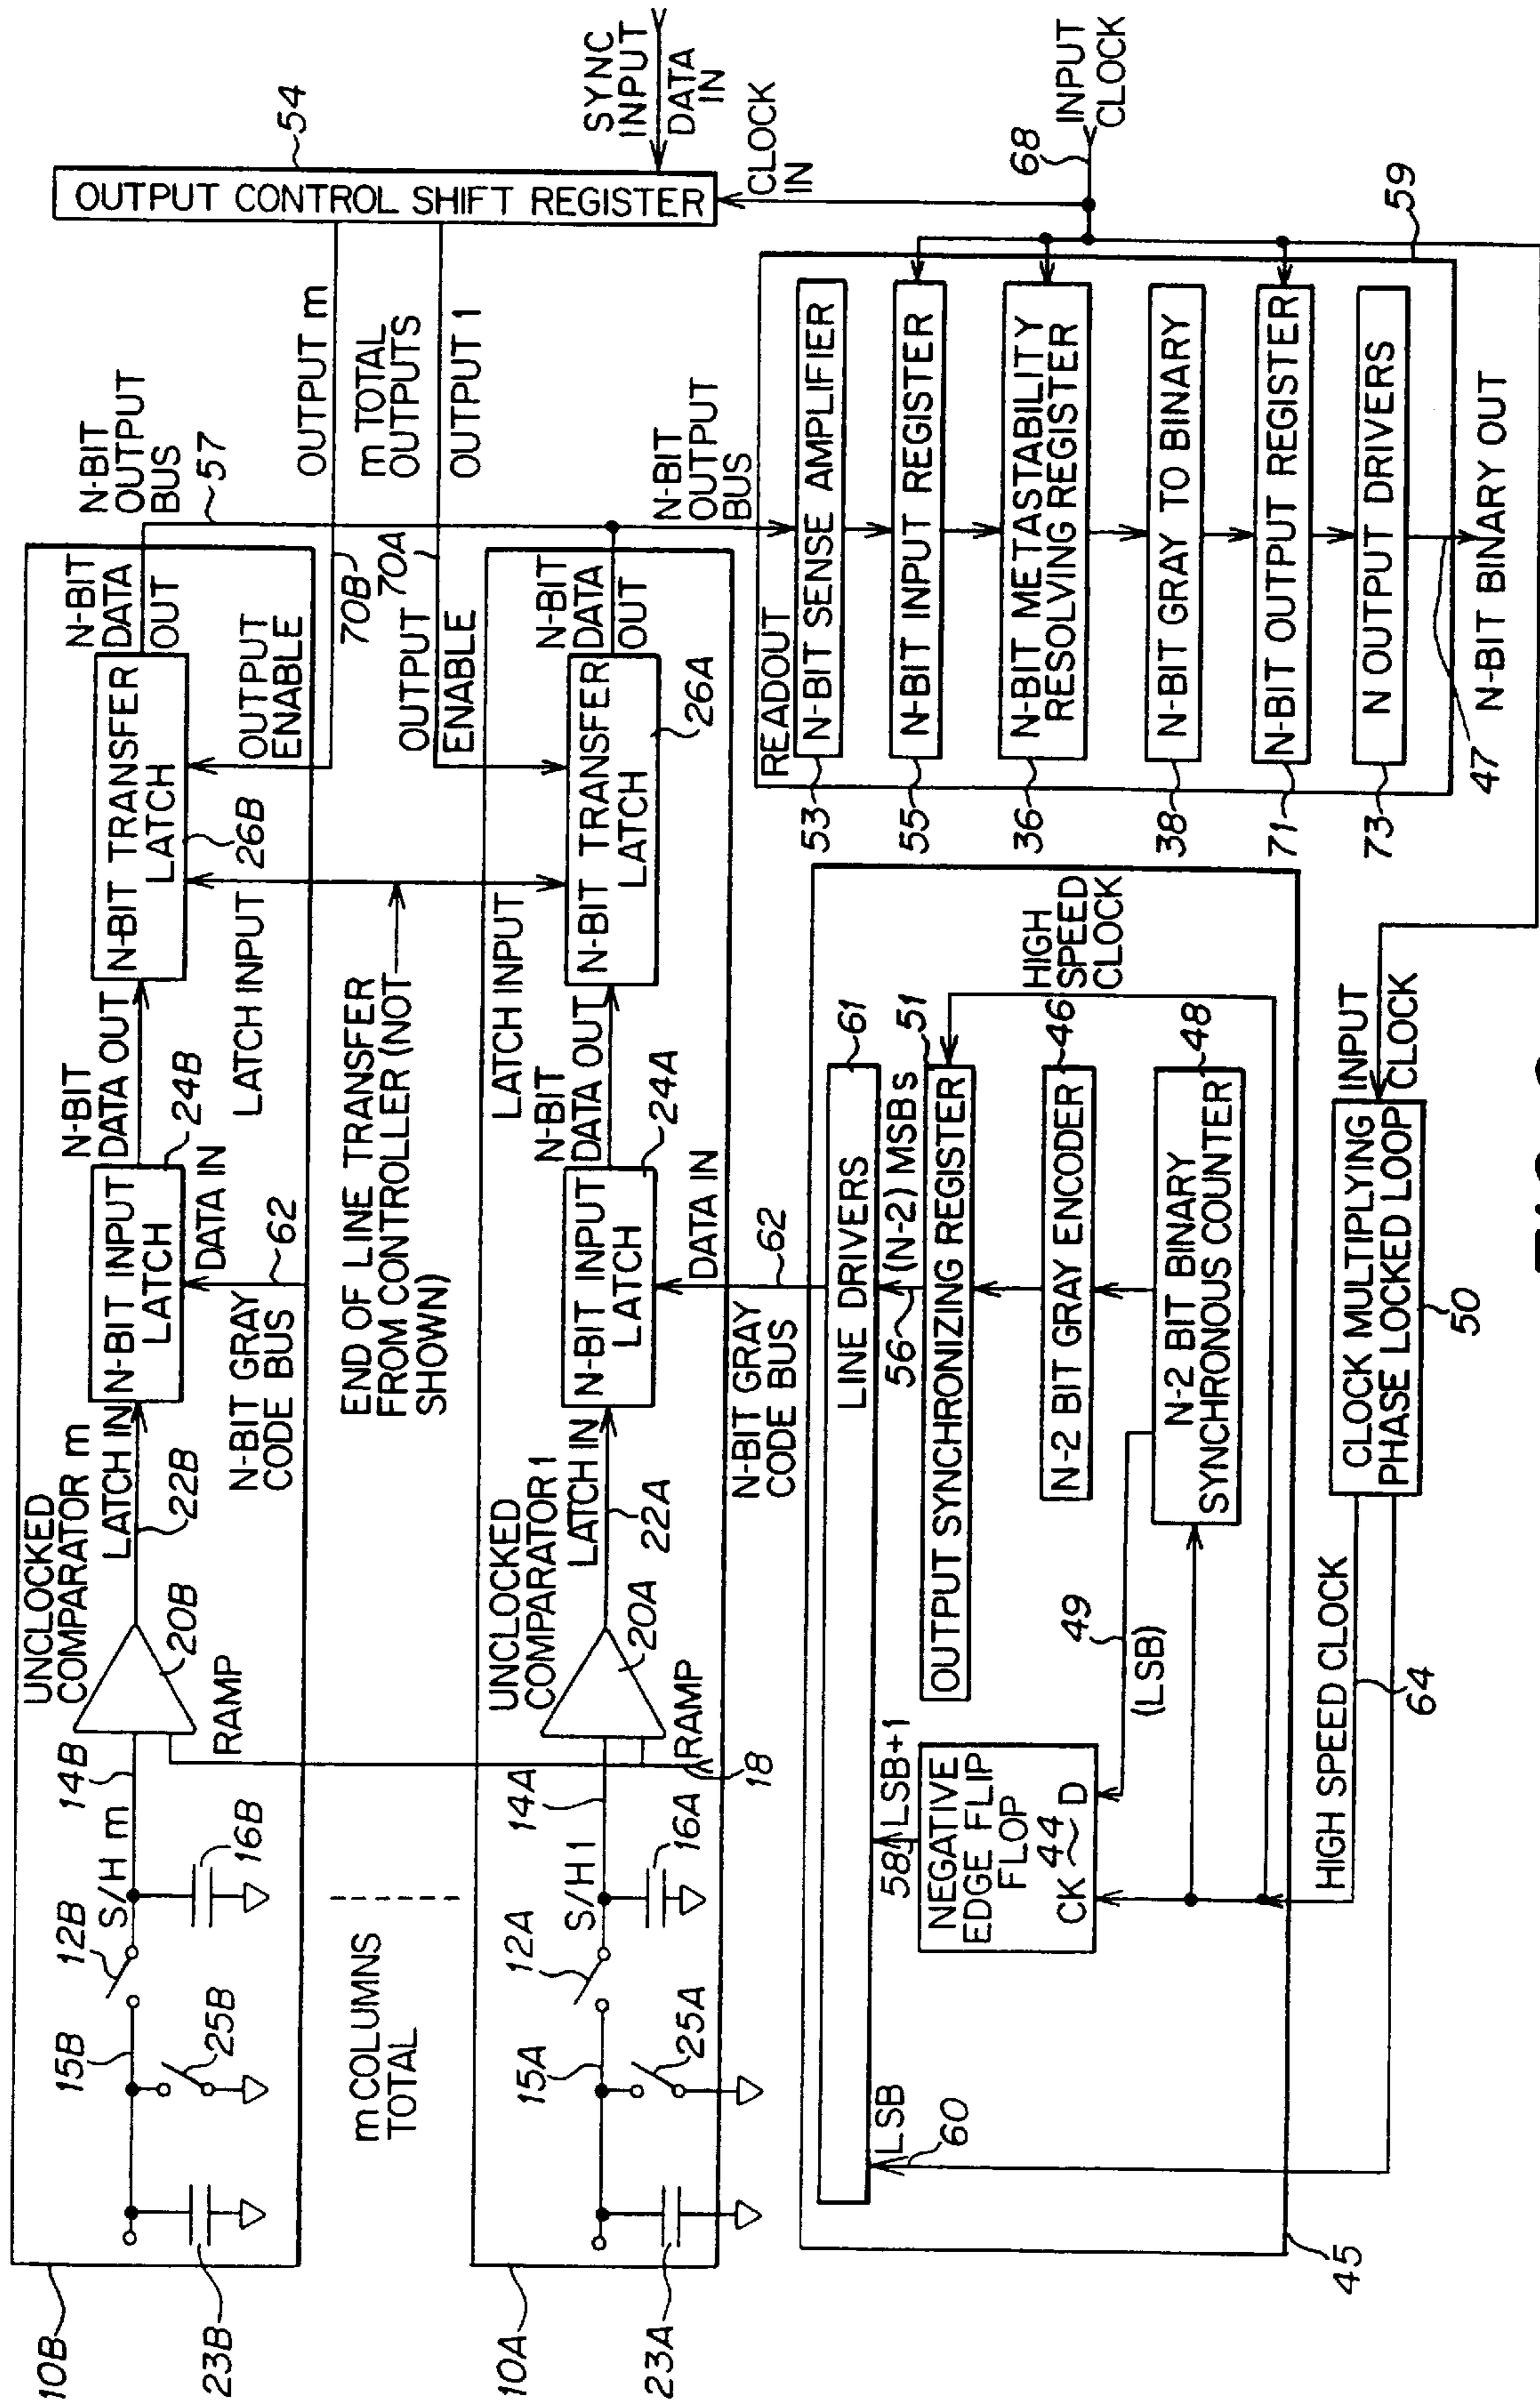 10B
23B
15B
25B
12B
S/H m
16B
14B
UNCLOCKED
COMPARATOR m
20B
RAMP
LATCH IN
22B
N-BIT INPUT
LATCH
24B
DATA IN
62
N-BIT GRAY
CODE BUS
N-BIT
DATA OUT
N-BIT TRANSFER
LATCH
26B
LATCH INPUT
OUTPUT
ENABLE
N-BIT
DATA
OUT
N-BIT
OUTPUT
BUS
57
m COLUMNS
TOTAL
END OF LINE TRANSFER
FROM CONTROLLER (NOT
SHOWN)
70B
70A
OUTPUT m
m TOTAL
OUTPUTS
OUTPUT 1
OUTPUT CONTROL SHIFT REGISTER
54
SYNC
INPUT
DATA
IN
CLOCK
IN
10A
23A
15A
25A
12A
S/H 1
16A
14A
18
UNCLOCKED
COMPARATOR 1
20A
RAMP
LATCH IN
22A
N-BIT INPUT
LATCH
24A
DATA IN
62
N-BIT GRAY
CODE BUS
N-BIT
DATA OUT
LATCH INPUT
N-BIT TRANSFER
LATCH
26A
OUTPUT
ENABLE
N-BIT
DATA
OUT
N-BIT
OUTPUT
BUS
45
LSB
60
LINE DRIVERS
61
58
LSB+1
NEGATIVE
EDGE FLIP
FLOP
44
CK
D
49
(LSB)
56
(N-2) MSBs
OUTPUT SYNCHRONIZING REGISTER
51
N-2 BIT GRAY ENCODER
46
N-2 BIT BINARY
SYNCHRONOUS COUNTER
48
HIGH
SPEED
CLOCK
HIGH SPEED CLOCK
64
CLOCK MULTIPLYING
PHASE LOCKED LOOP
50
INPUT
CLOCK
READOUT
59
53
N-BIT SENSE AMPLIFIER
55
N-BIT INPUT REGISTER
36
N-BIT METASTABILITY
RESOLVING REGISTER
38
N-BIT GRAY TO BINARY
71
N-BIT OUTPUT REGISTER
73
N OUTPUT DRIVERS
47
N-BIT BINARY OUT
68
INPUT
CLOCK